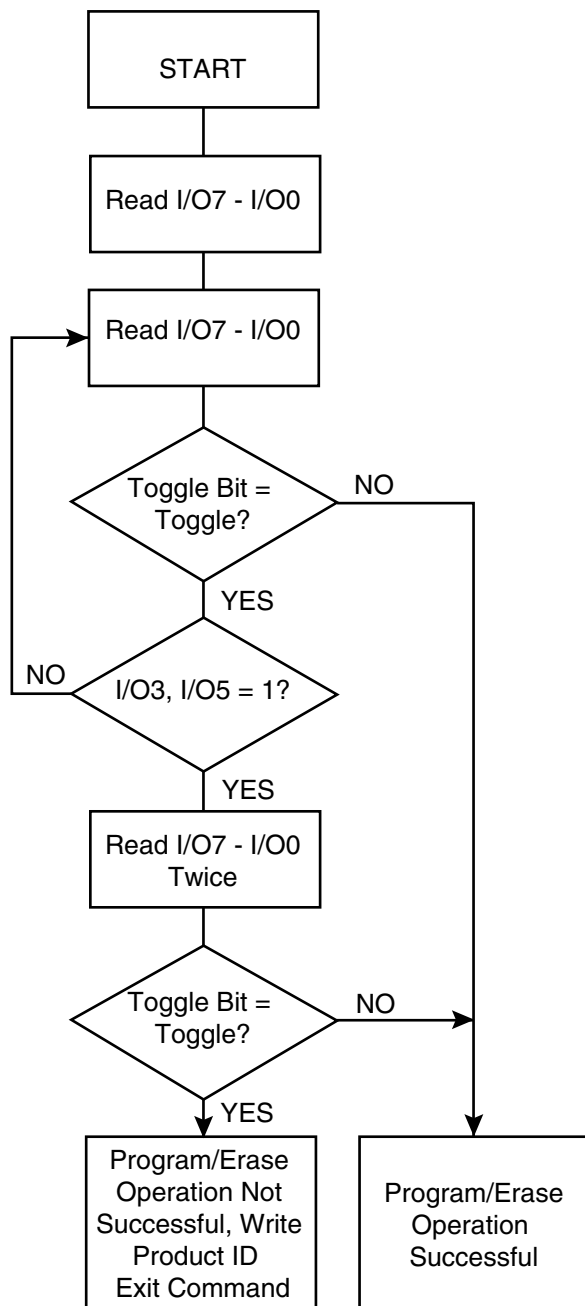 START
Read I/O7 - I/O0
Read I/O7 - I/O0
Toggle Bit =
Toggle?
NO
YES
NO
I/O3, I/O5 = 1?
YES
Read I/O7 - I/O0
Twice
Toggle Bit =
Toggle?
NO
YES
Program/Erase
Operation Not
Successful, Write
Product ID
Exit Command
Program/Erase
Operation
Successful